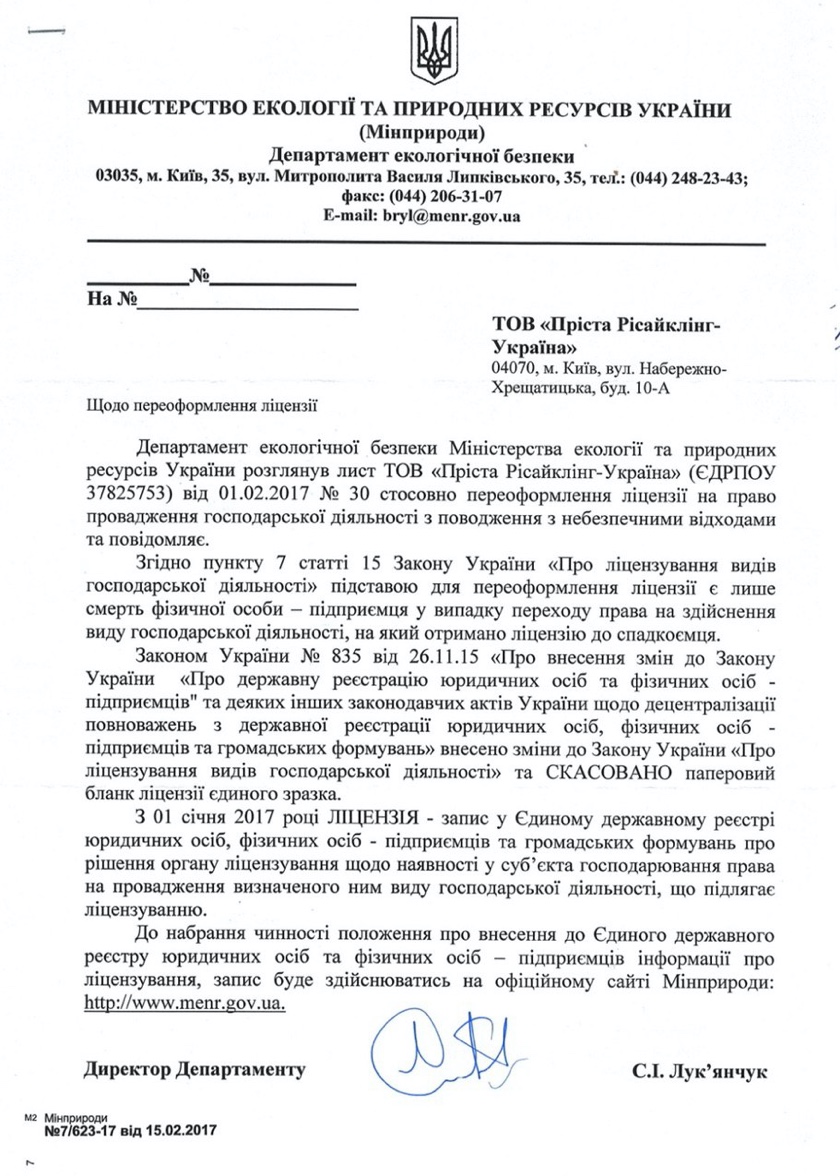 МІНІСТЕРСТВО ЕКОЛОГІЇ ТА ПРИРОДНИХ РЕСУРСІВ УКРАЇНИ
(Мінприроди)
Департамент екологічної безпеки
03035, м. Київ, 35, вул. Митрополита Василя Липківського, 35, тел.: (044) 248-23-43;
факс: (044) 206-31-07
E-mail: bryl@menr.gov.ua
__________№______________
На №_____________________
ТОВ «Пріста Рісайклінг-
Україна»
04070, м. Київ, вул. Набережно-
Хрещатицька, буд. 10-А
Щодо переоформлення ліцензії
Департамент екологічної безпеки Міністерства екології та природних
ресурсів України розглянув лист ТОВ «Пріста Рісайклінг-Україна» (ЄДРПОУ
37825753) від 01.02.2017 № 30 стосовно переоформлення ліцензії на право
провадження господарської діяльності з поводження з небезпечними відходами
та повідомляє.
Згідно пункту 7 статті 15 Закону України «Про ліцензування видів
господарської діяльності» підставою для переоформлення ліцензії є лише
смерть фізичної особи – підприємця у випадку переходу права на здійснення
виду господарської діяльності, на який отримано ліцензію до спадкоємця.
Законом України № 835 від 26.11.15 «Про внесення змін до Закону
України «Про державну реєстрацію юридичних осіб та фізичних осіб -
підприємців" та деяких інших законодавчих актів України щодо децентралізації
повноважень з державної реєстрації юридичних осіб, фізичних осіб -
підприємців та громадських формувань» внесено зміни до Закону України «Про
ліцензування видів господарської діяльності» та СКАСОВАНО паперовий
бланк ліцензії єдиного зразка.
З 01 січня 2017 році ЛІЦЕНЗІЯ - запис у Єдиному державному реєстрі
юридичних осіб, фізичних осіб - підприємців та громадських формувань про
рішення органу ліцензування щодо наявності у суб’єкта господарювання права
на провадження визначеного ним виду господарської діяльності, що підлягає
ліцензуванню.
До набрання чинності положення про внесення до Єдиного державного
реєстру юридичних осіб та фізичних осіб – підприємців інформації про
ліцензування, запис буде здійснюватись на офіційному сайті Мінприроди:
http://www.menr.gov.ua.
Директор Департаменту С.І. Лук’янчук
М2 Мінприроди
№7/623-17 від 15.02.2017